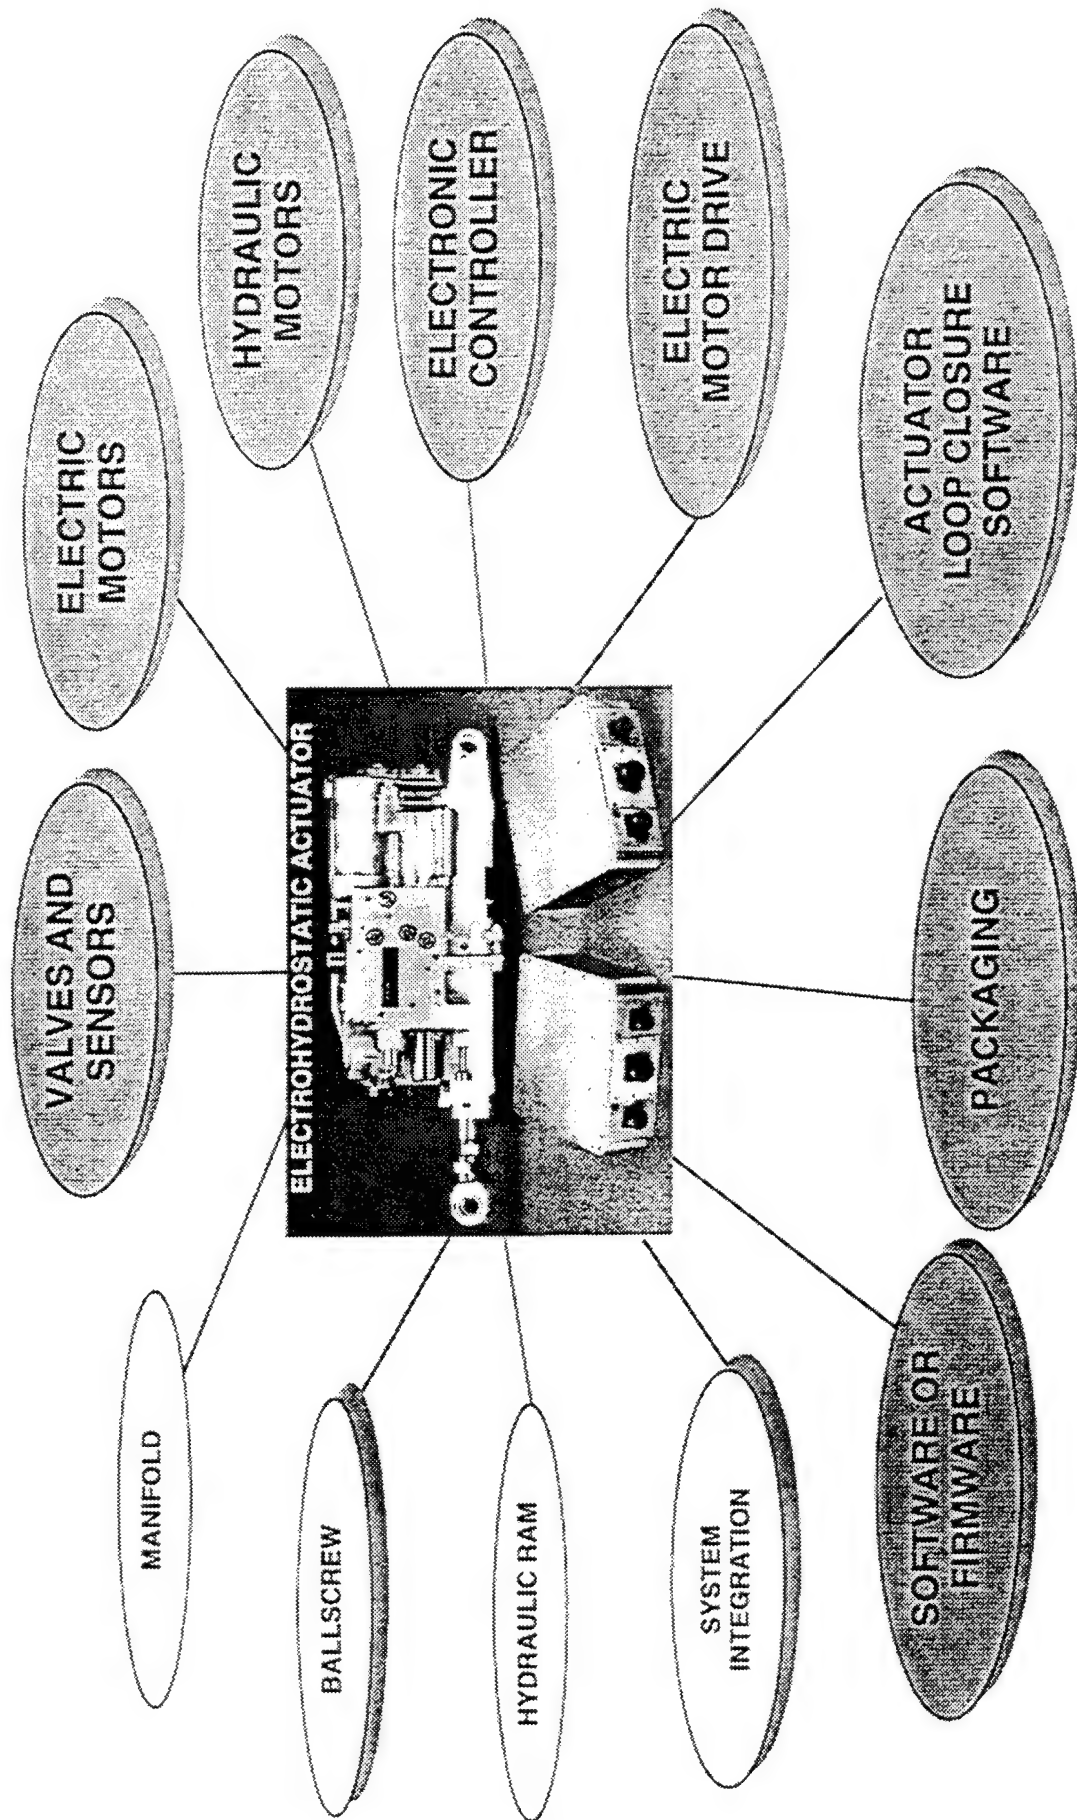 MANIFOLD
VALVES AND
SENSORS
ELECTRIC
MOTORS
HYDRAULIC
MOTORS
BALLSCREW
ELECTROHYDROSTATIC ACTUATOR
ELECTRONIC
CONTROLLER
HYDRAULIC RAM
ELECTRIC
MOTOR DRIVE
SYSTEM
INTEGRATION
SOFTWARE OR
FIRMWARE
PACKAGING
ACTUATOR
LOOP CLOSURE
SOFTWARE